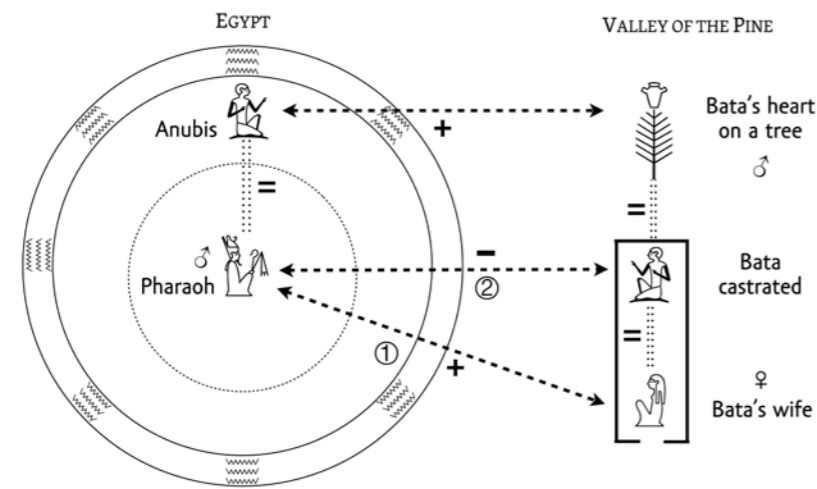 EGYPT
VALLEY OF THE PINE
Anubis
+
Bata's heart
on a tree
♂
=
=
♂
Pharaoh
−
②
Bata
castrated
①
+
=
♀
Bata's wife